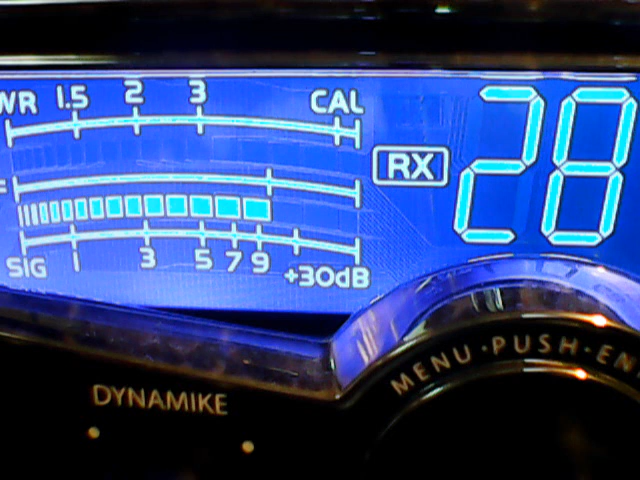 WR 1.5 2 3 CAL
RX
28
SIG 1 3 5 7 9 +30dB
MENU·PUSH·EN
DYNAMIKE